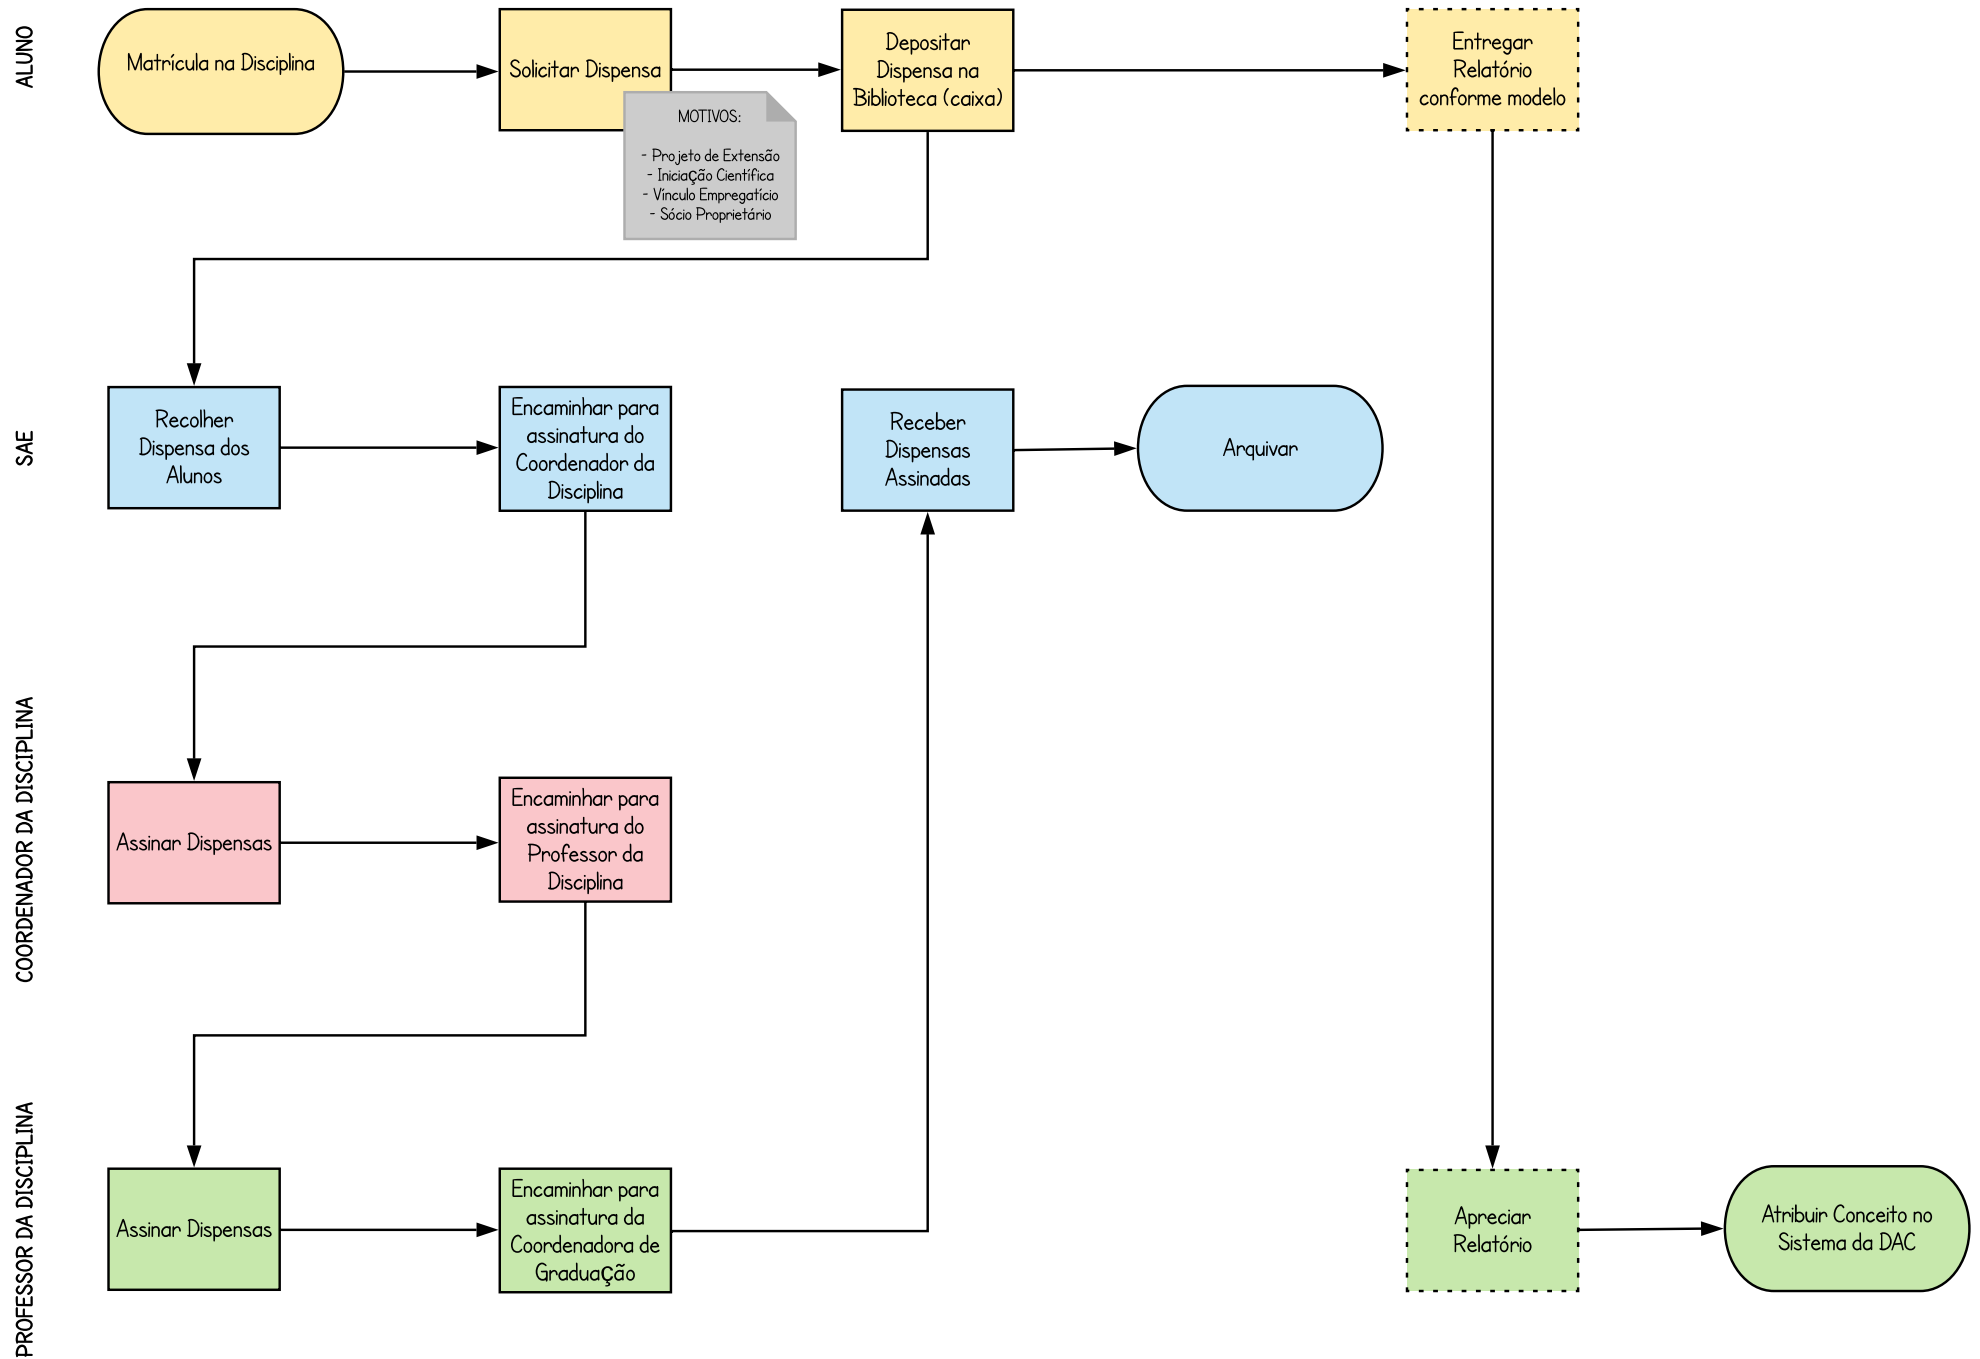 ALUNO
Matrícula na Disciplina
Solicitar Dispensa
MOTIVOS:
- Projeto de Extensão
- Iniciação Científica
- Vínculo Empregatício
- Sócio Proprietário
Depositar
Dispensa na
Biblioteca (caixa)
Entregar
Relatório
conforme modelo
SAE
Recolher
Dispensa dos
Alunos
Encaminhar para
assinatura do
Coordenador da
Disciplina
Receber
Dispensas
Assinadas
Arquivar
COORDENADOR DA DISCIPLINA
Assinar Dispensas
Encaminhar para
assinatura do
Professor da
Disciplina
PROFESSOR DA DISCIPLINA
Assinar Dispensas
Encaminhar para
assinatura da
Coordenadora de
Graduação
Apreciar
Relatório
Atribuir Conceito no
Sistema da DAC